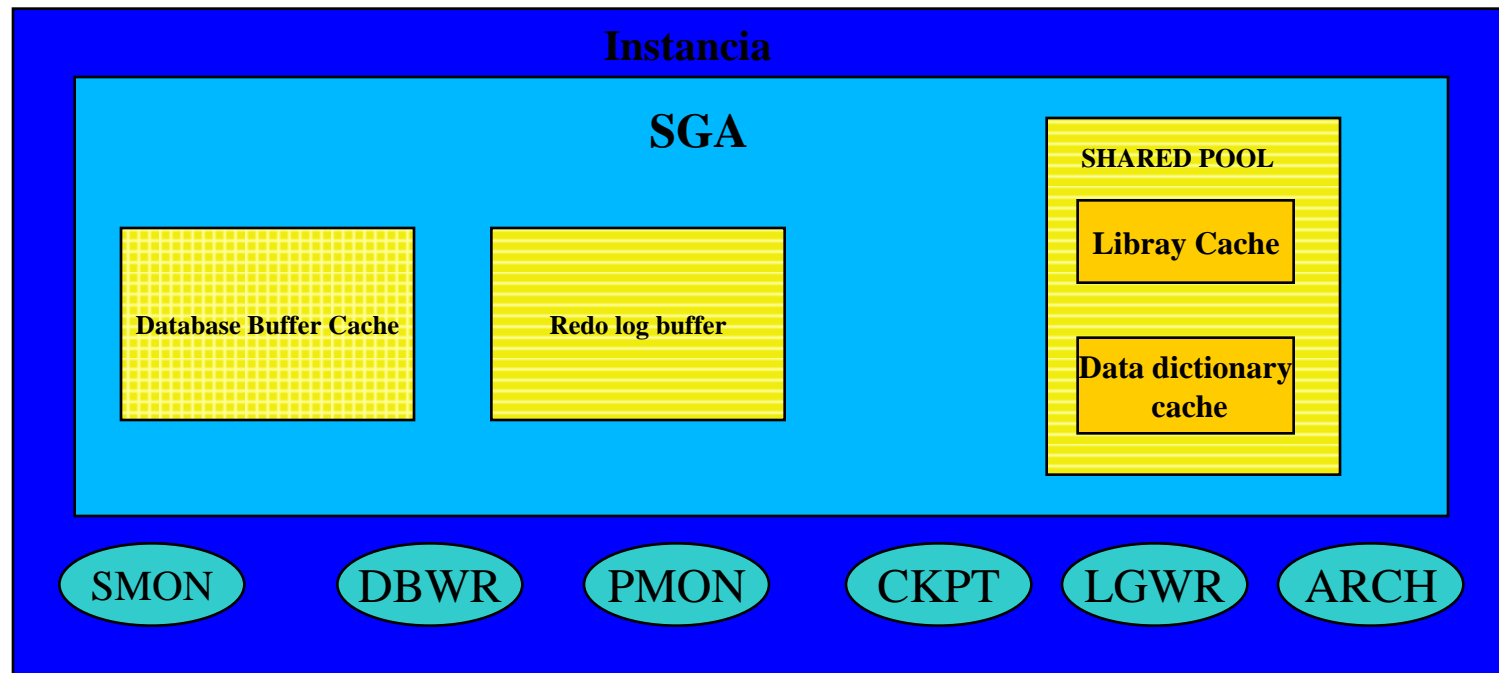 Instancia
SGA
SHARED POOL
Libray Cache
Database Buffer Cache
Redo log buffer
Data dictionary
cache
SMON
DBWR
PMON
CKPT
LGWR
ARCH